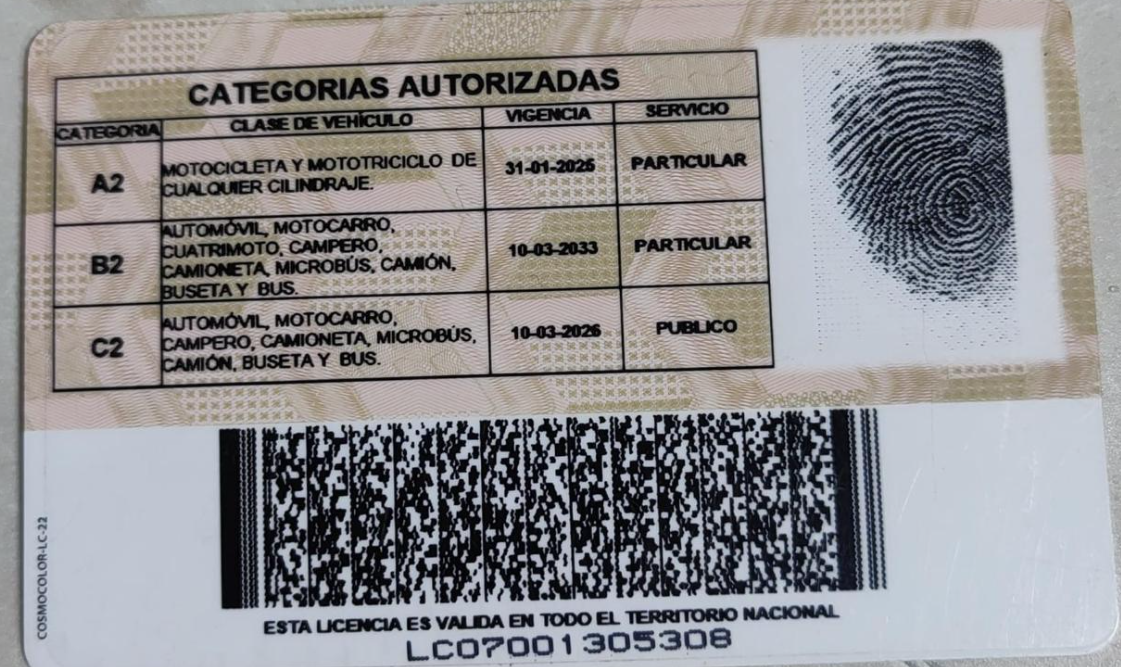 CATEGORIAS AUTORIZADAS
CATEGORIA CLASE DE VEHÍCULO VIGENCIA SERVICIO
A2 MOTOCICLETA Y MOTOTRICICLO DE CUALQUIER CILINDRAJE. 31-01-2025 PARTICULAR
B2 AUTOMÓVIL, MOTOCARRO, CUATRIMOTO, CAMPERO, CAMIONETA, MICROBÚS, CAMIÓN, BUSETA Y BUS. 10-03-2033 PARTICULAR
C2 AUTOMÓVIL, MOTOCARRO, CAMPERO, CAMIONETA, MICROBÚS, CAMIÓN, BUSETA Y BUS. 10-03-2026 PUBLICO
COSMOCOLOR-LC-22
ESTA LICENCIA ES VALIDA EN TODO EL TERRITORIO NACIONAL
LC07001305308